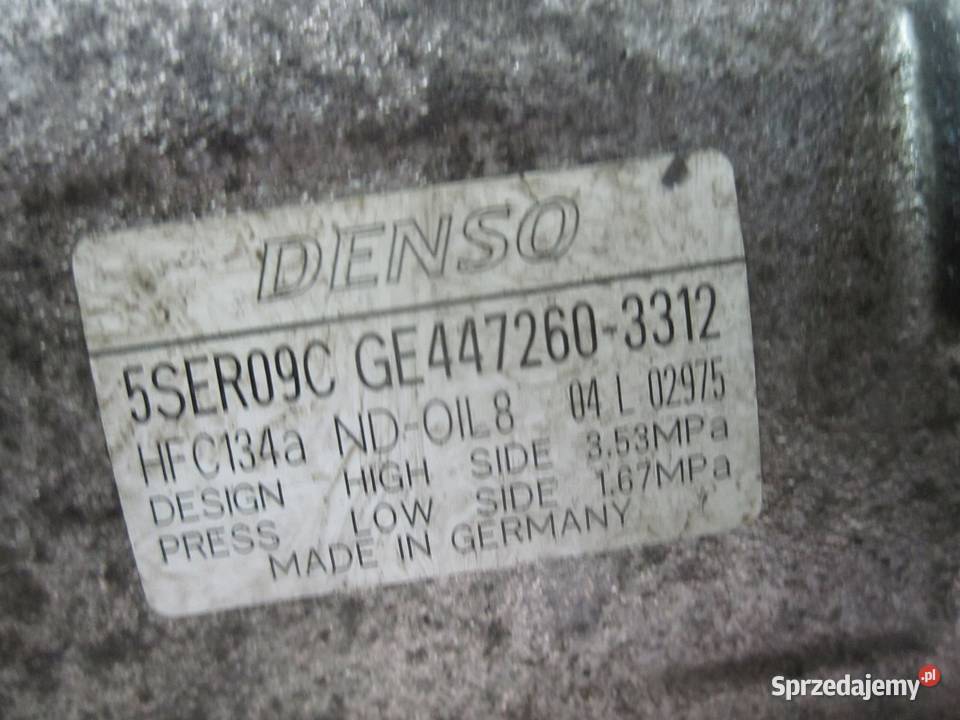 DENSO
5SER09C GE447260-3312
HFC134a ND-OIL8 04 L 02975
DESIGN HIGH SIDE 3.53MPa
PRESS LOW SIDE 1.67MPa
MADE IN GERMANY
Sprzedajemy.pl